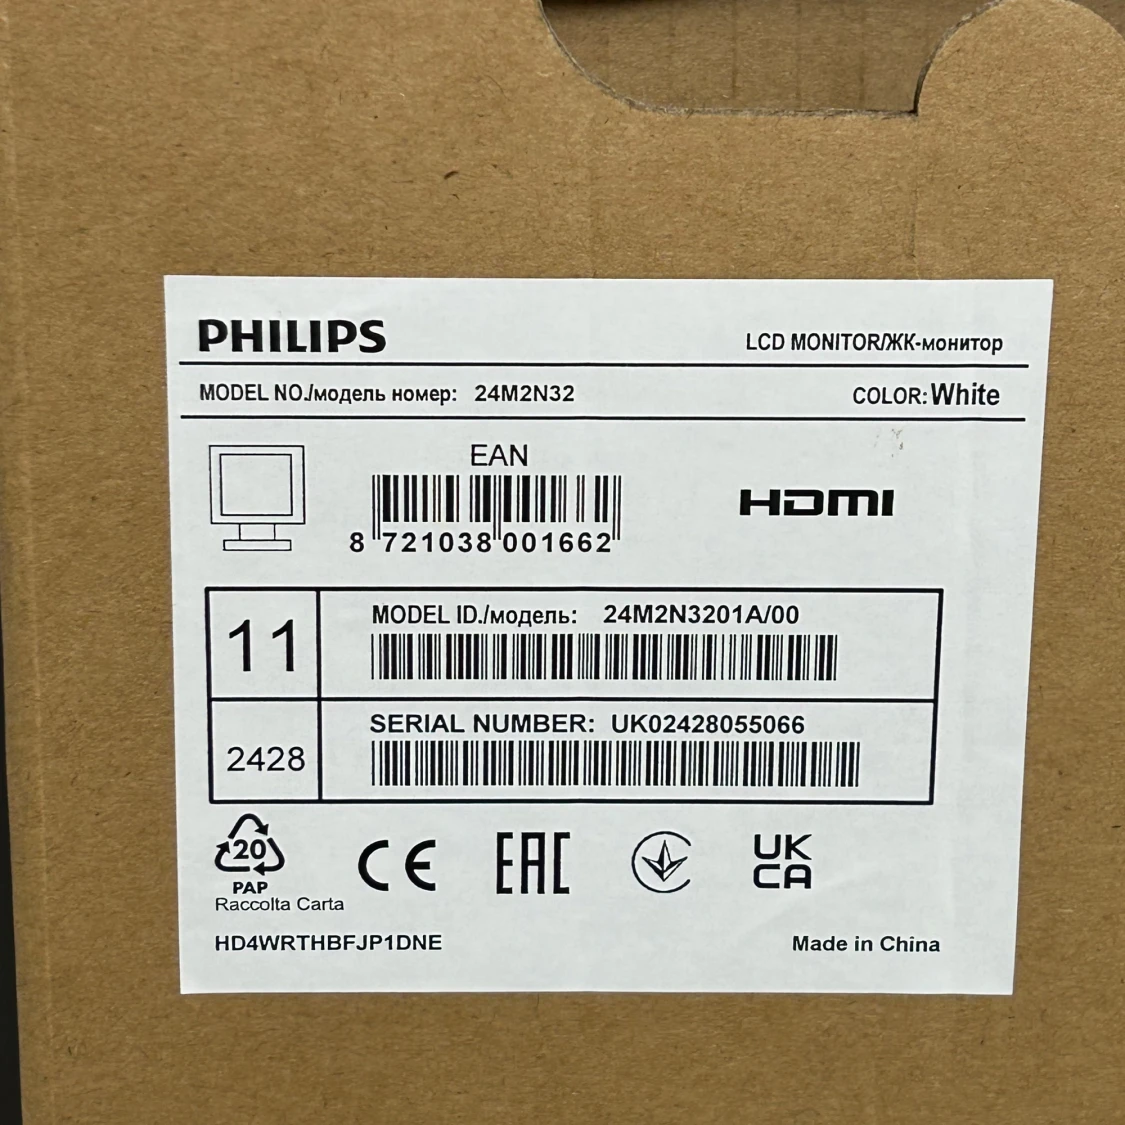 PHILIPS
LCD MONITOR/ЖК-монитор
MODEL NO./модель номер: 24M2N32
COLOR: White
EAN
8 721038 001662
HDMI
11
MODEL ID./модель: 24M2N3201A/00
2428
SERIAL NUMBER: UK02428055066
20
PAP
Raccolta Carta
CE
EAC
UK
CA
HD4WRTHBFJP1DNE
Made in China